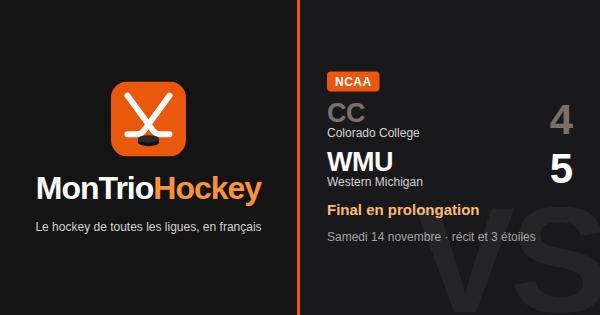 MonTrioHockey
Le hockey de toutes les ligues, en français
NCAA
CC 4
Colorado College
WMU 5
Western Michigan
Final en prolongation
Samedi 14 novembre · récit et 3 étoiles
VS